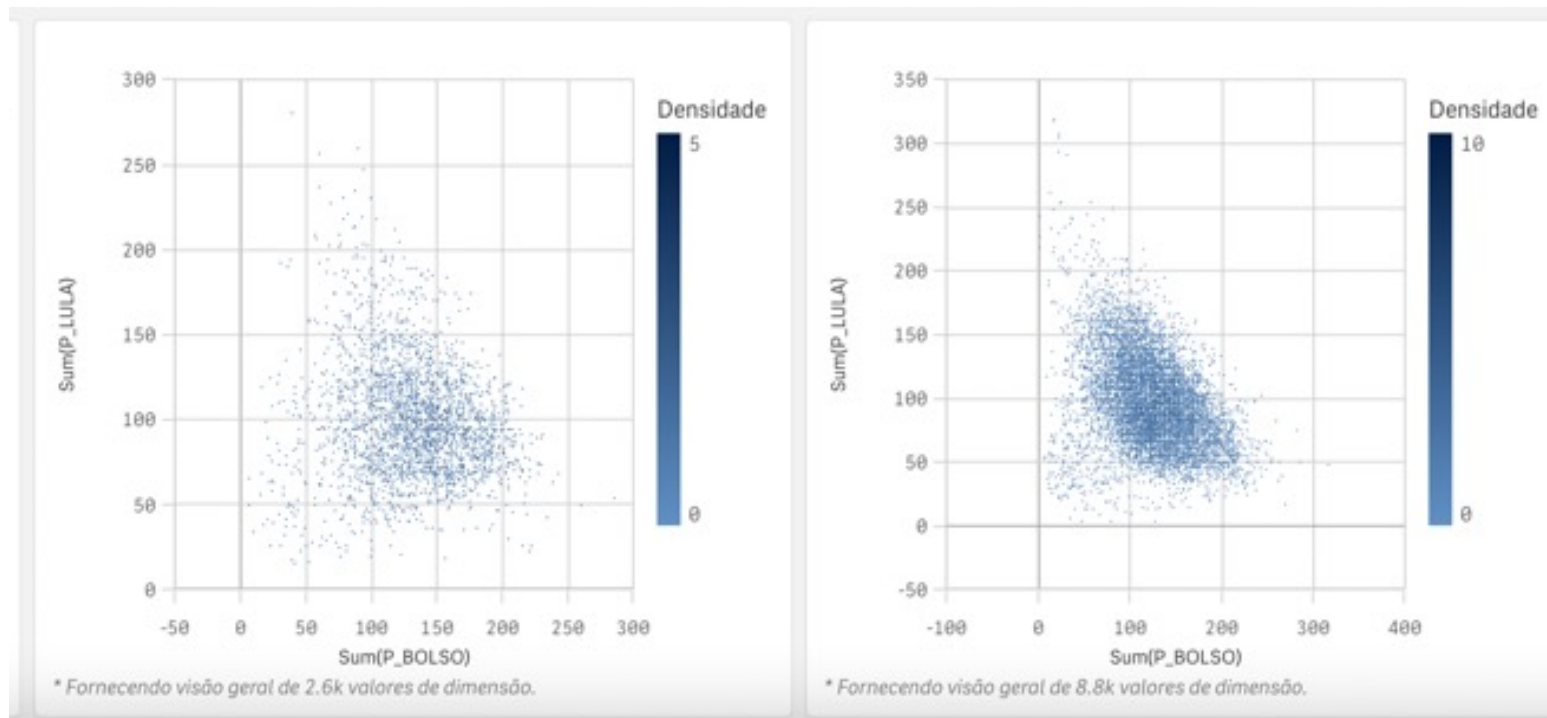 300
250
200
150
100
50
0
Sum(P_LULA)
-50 0 50 100 150 200 250 300
Sum(P_BOLSO)
Densidade
5
0
* Fornecendo visão geral de 2.6k valores de dimensão.
350
300
250
200
150
100
50
0
-50
Sum(P_LULA)
-100 0 100 200 300 400
Sum(P_BOLSO)
Densidade
10
0
* Fornecendo visão geral de 8.8k valores de dimensão.